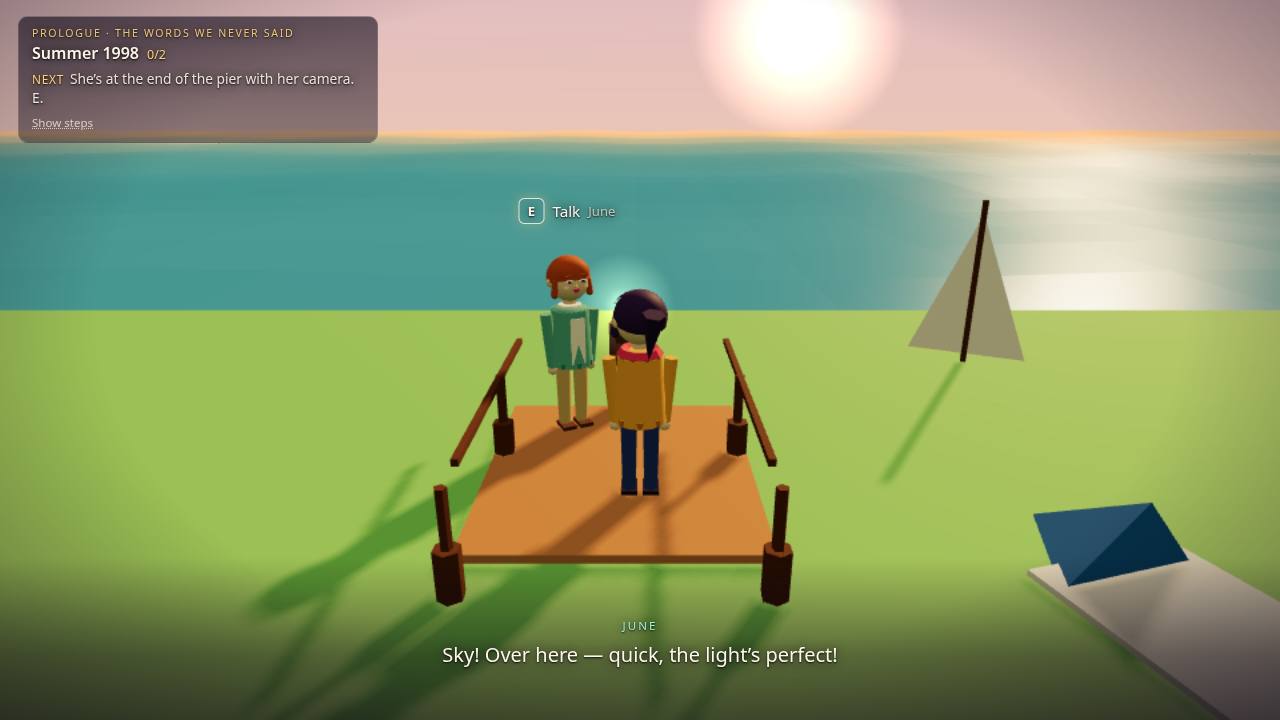 PROLOGUE · THE WORDS WE NEVER SAID
Summer 1998 0/2
NEXT She’s at the end of the pier with her camera.
E.
Show steps
E Talk June
JUNE
Sky! Over here — quick, the light’s perfect!